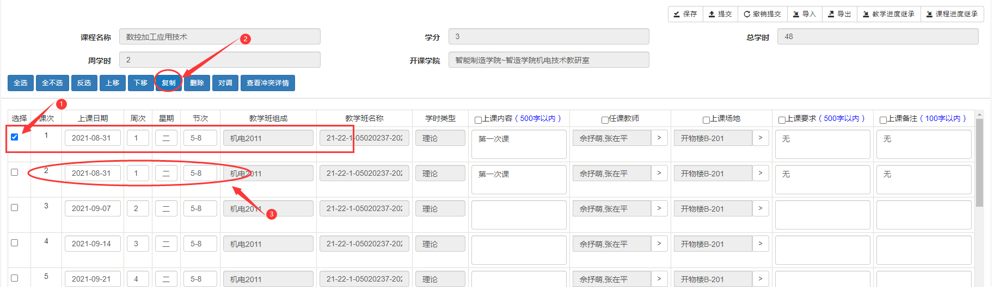 保存 提交 撤销提交 导入 导出 教学进度继承 课程进度继承
课程名称 数控加工应用技术 学分 3 总学时 48
2
周学时 2 开课学院 智能制造学院~智造学院机电技术教研室
全选 全不选 反选 上移 下移 复制 删除 对调 查看冲突详情
1
选择 课次 上课日期 周次 星期 节次 教学班组成 教学班名称 学时类型 上课内容(500字以内) 任课教师 上课场地 上课要求(500字以内) 上课备注(100字以内)
1 2021-08-31 1 二 5-8 机电2011 21-22-1-05020237-202 理论 第一次课 余抒萌,张在平 > 开物楼B-201 > 无 无
2 2021-08-31 1 二 5-8 机电2011 21-22-1-05020237-202 理论 第一次课 余抒萌,张在平 > 开物楼B-201 > 无 无
3 2021-09-07 2 二 5-8 机电2011 21-22-1-05020237-202 理论 余抒萌,张在平 > 开物楼B-201 >
3
4 2021-09-14 3 二 5-8 机电2011 21-22-1-05020237-202 理论 余抒萌,张在平 > 开物楼B-201 >
5 2021-09-21 4 二 5-8 机电2011 21-22-1-05020237-202 理论 余抒萌,张在平 > 开物楼B-201 >